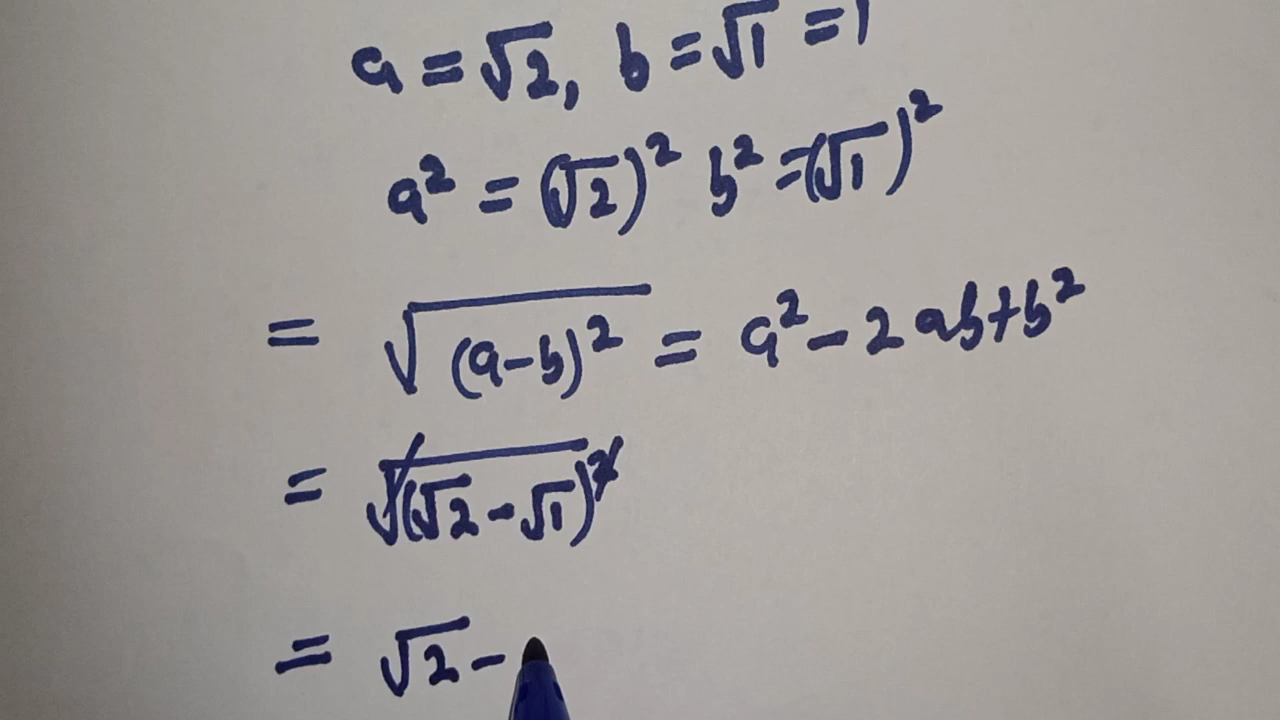 a = √2, b = √1 = 1
a² = (√2)² b² = (√1)²
= √(a-b)² = a² - 2ab + b²
= √(√2 - √1)²
= √2 -